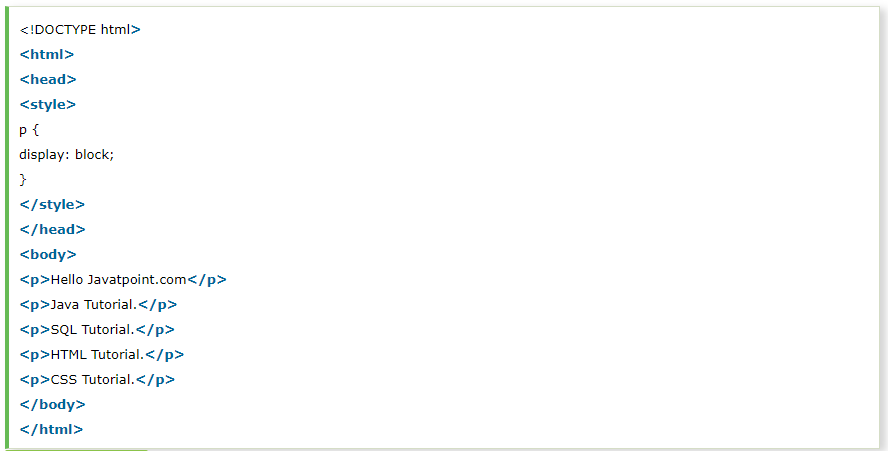 <!DOCTYPE html>
<html>
<head>
<style>
p {
display: block;
}
</style>
</head>
<body>
<p>Hello Javatpoint.com</p>
<p>Java Tutorial.</p>
<p>SQL Tutorial.</p>
<p>HTML Tutorial.</p>
<p>CSS Tutorial.</p>
</body>
</html>